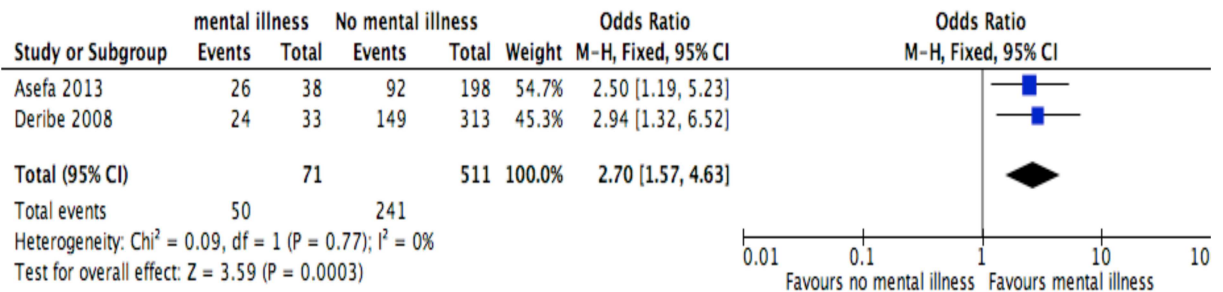 mental illness No mental illness Odds Ratio Odds Ratio
Study or Subgroup Events Total Events Total Weight M-H, Fixed, 95% CI M-H, Fixed, 95% CI
Asefa 2013 26 38 92 198 54.7% 2.50 [1.19, 5.23]
Deribe 2008 24 33 149 313 45.3% 2.94 [1.32, 6.52]
Total (95% CI) 71 511 100.0% 2.70 [1.57, 4.63]
Total events 50 241
Heterogeneity: Chi² = 0.09, df = 1 (P = 0.77); I² = 0%
Test for overall effect: Z = 3.59 (P = 0.0003)
0.01 0.1 1 10 10
Favours no mental illness Favours mental illness